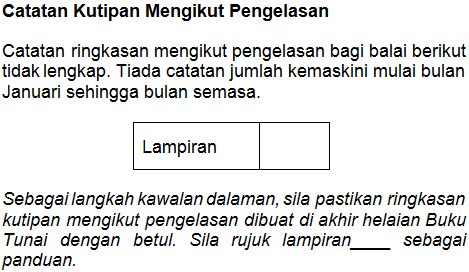 Catatan Kutipan Mengikut Pengelasan
Catatan ringkasan mengikut pengelasan bagi balai berikut
tidak lengkap. Tiada catatan jumlah kemaskini mulai bulan
Januari sehingga bulan semasa.
Lampiran
Sebagai langkah kawalan dalaman, sila pastikan ringkasan
kutipan mengikut pengelasan dibuat di akhir helaian Buku
Tunai dengan betul. Sila rujuk lampiran____ sebagai
panduan.